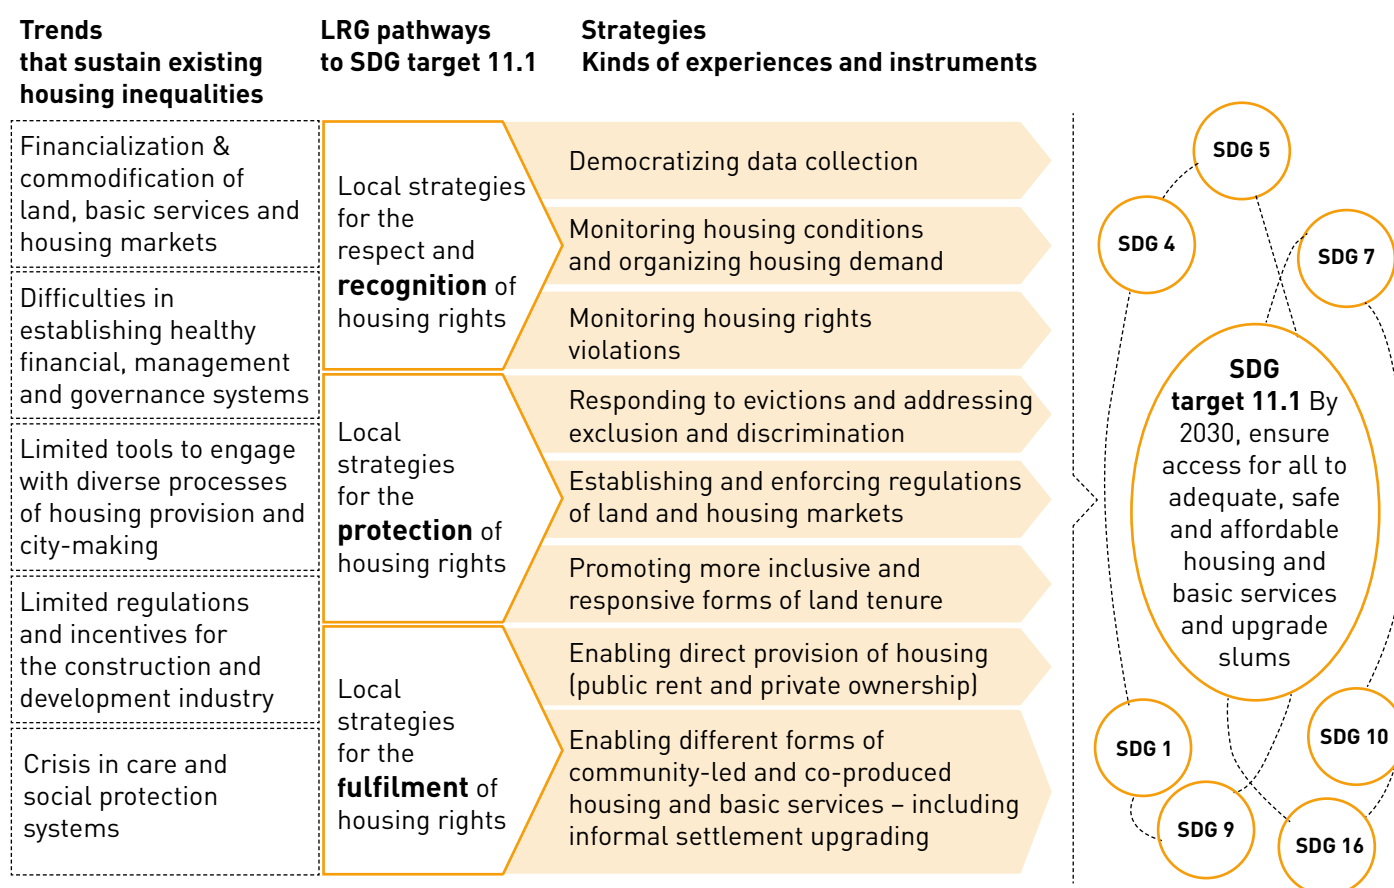 Trends
that sustain existing
housing inequalities
LRG pathways
to SDG target 11.1
Strategies
Kinds of experiences and instruments
Financialization &
commodification of
land, basic services and
housing markets
Difficulties in
establishing healthy
financial, management
and governance systems
Limited tools to engage
with diverse processes
of housing provision and
city-making
Limited regulations
and incentives for
the construction and
development industry
Crisis in care and
social protection
systems
Local strategies
for the
respect and
recognition of
housing rights
Local
strategies
for the
protection of
housing rights
Local
strategies
for the
fulfilment of
housing rights
Democratizing data collection
Monitoring housing conditions
and organizing housing demand
Monitoring housing rights
violations
Responding to evictions and addressing
exclusion and discrimination
Establishing and enforcing regulations
of land and housing markets
Promoting more inclusive and
responsive forms of land tenure
Enabling direct provision of housing
(public rent and private ownership)
Enabling different forms of
community-led and co-produced
housing and basic services – including
informal settlement upgrading
SDG 5
SDG 4
SDG 7
SDG
target 11.1 By
2030, ensure
access for all to
adequate, safe
and affordable
housing and
basic services
and upgrade
slums
SDG 1
SDG 10
SDG 9
SDG 16